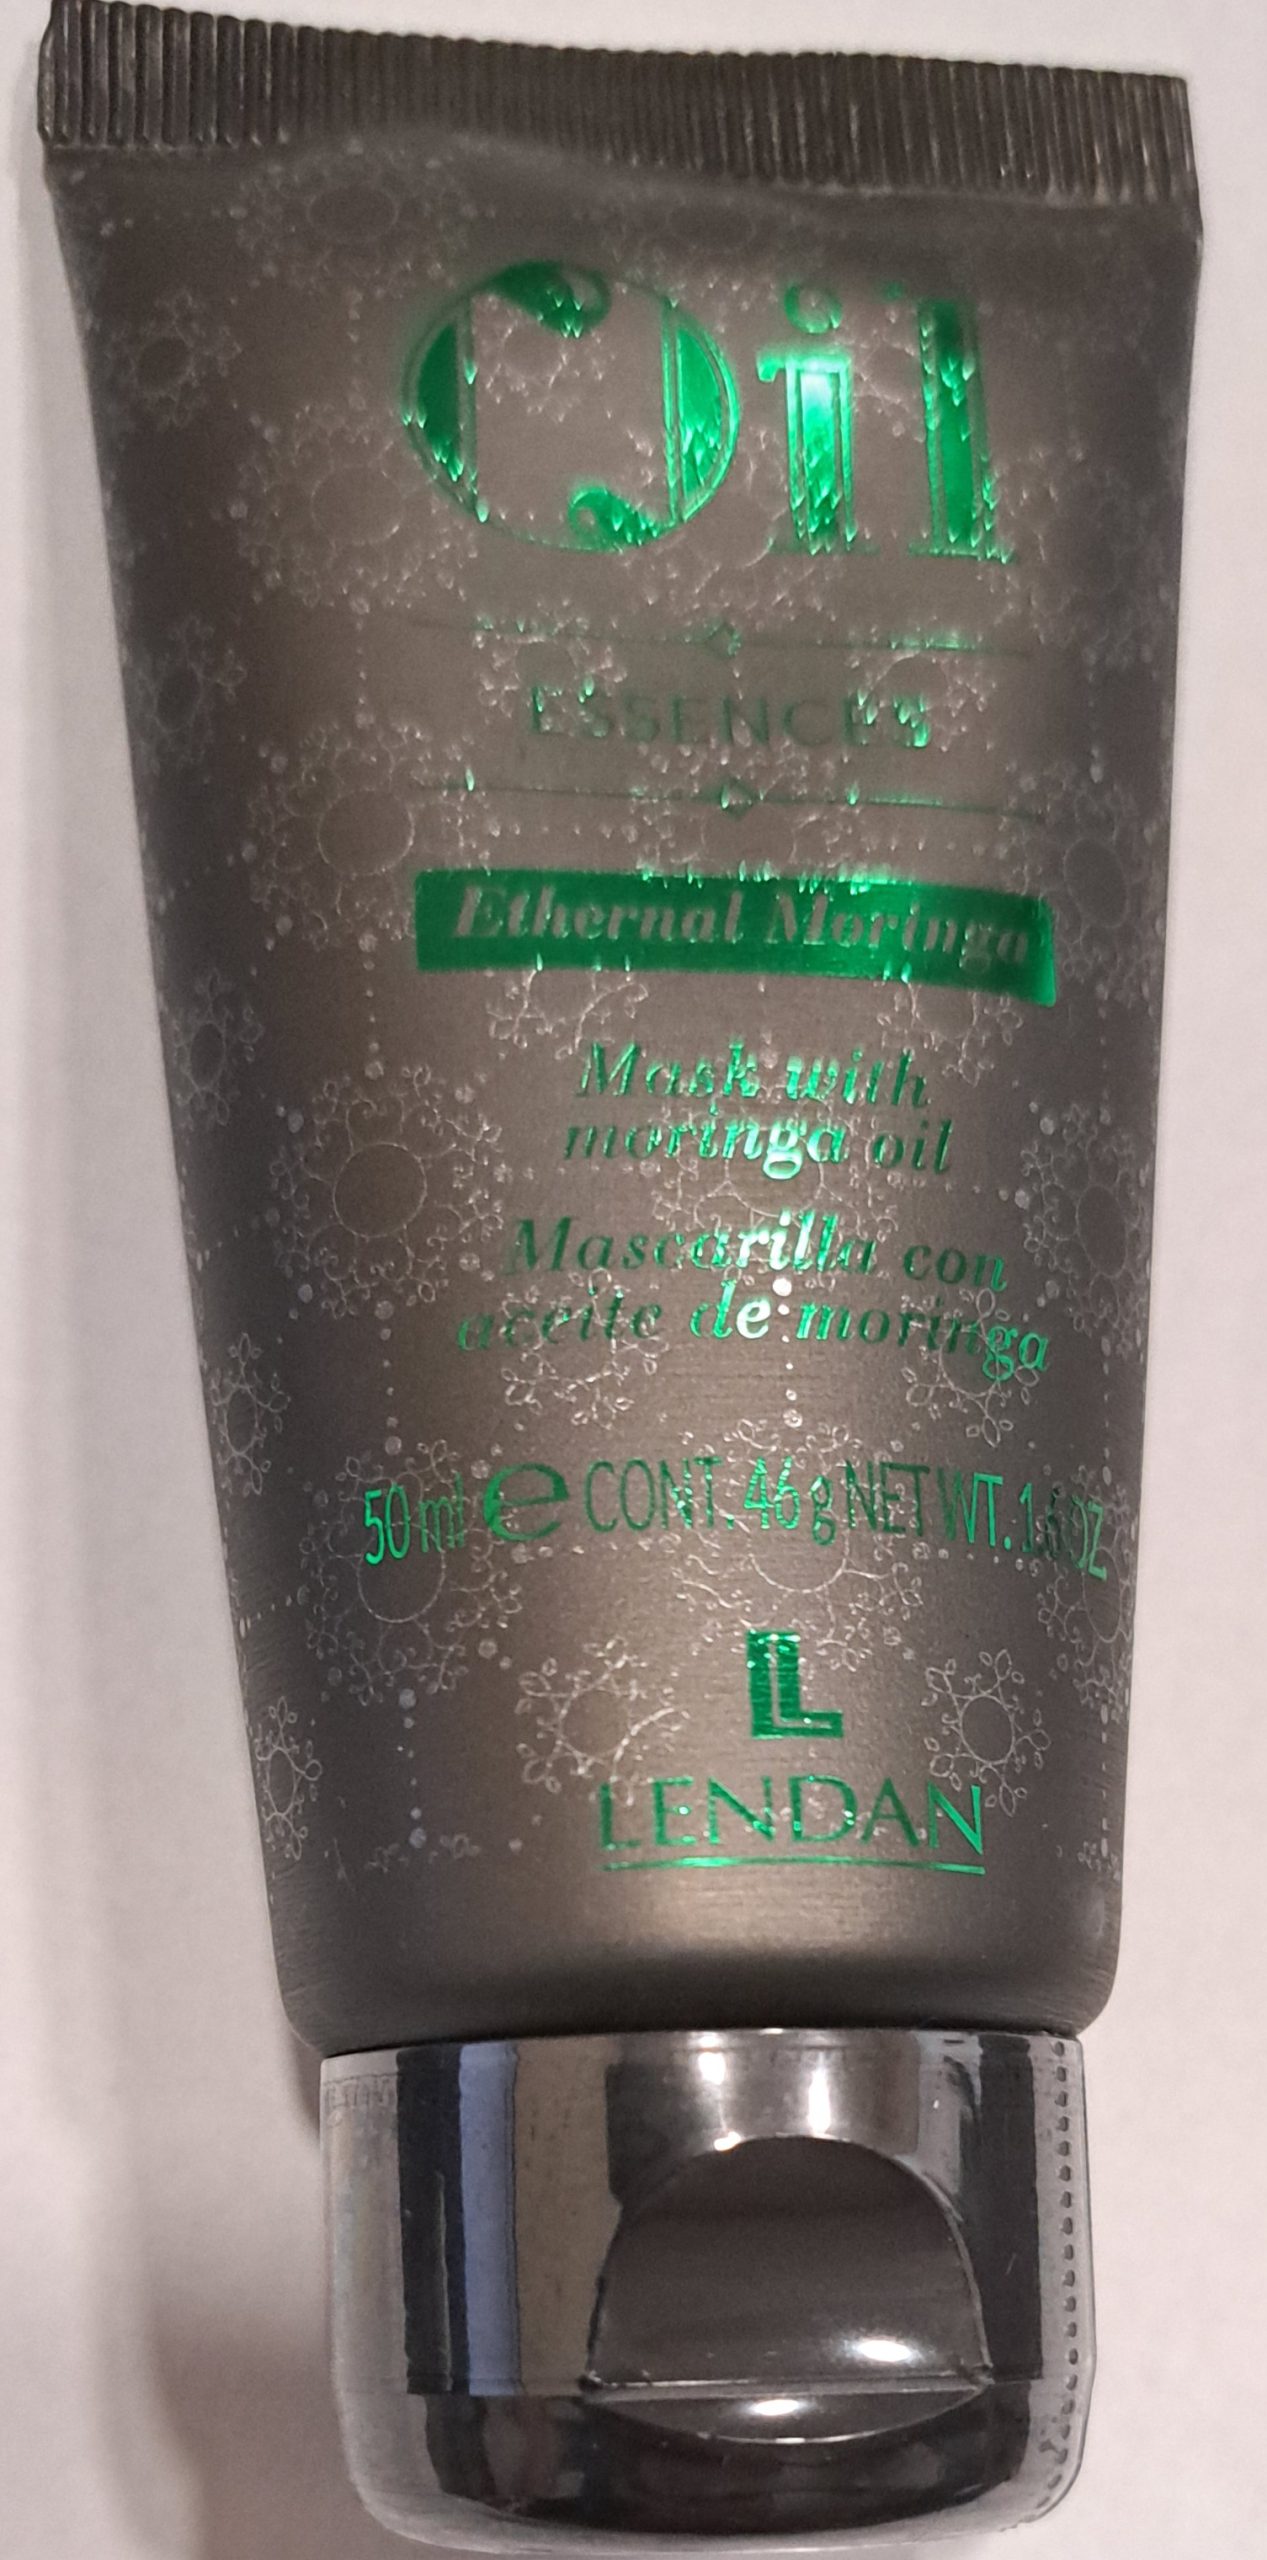 Oil
ESSENCES
Ethernal Moringa
Mask with
moringa oil
Mascarilla con
aceite de moringa
50 ml e CONT. 46 g NET WT. 1.6 OZ
LL
LENDAN